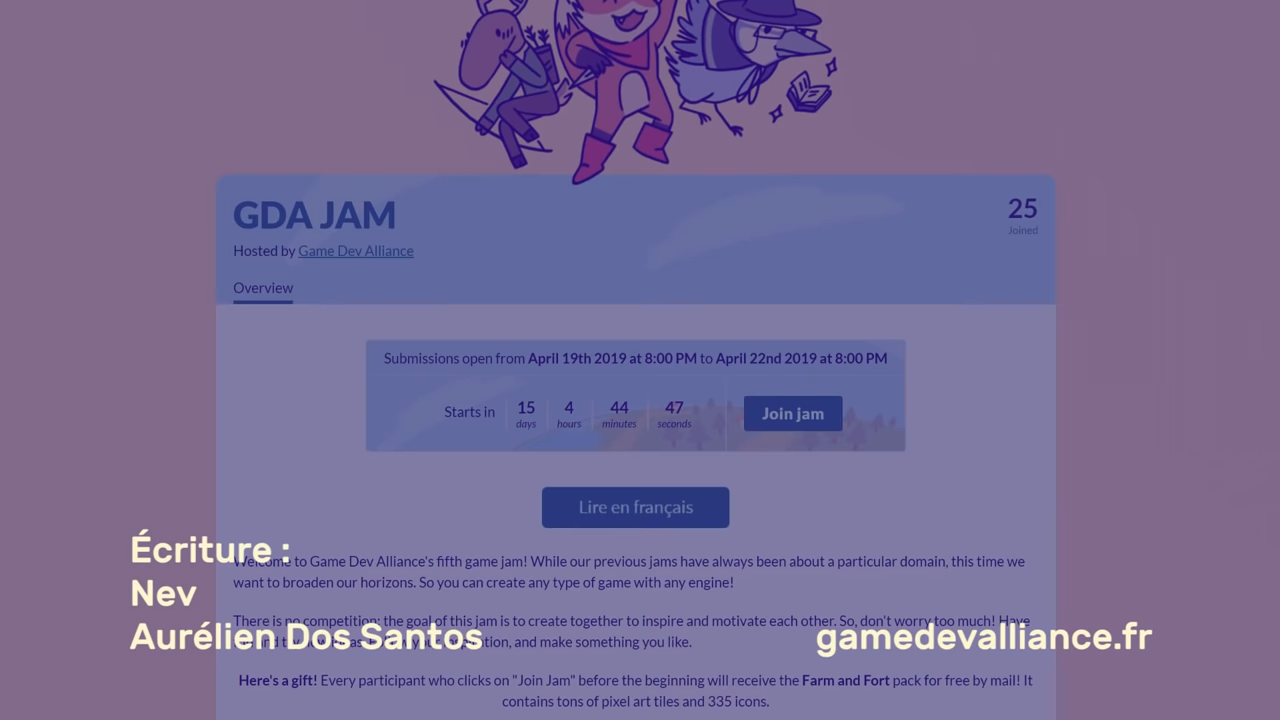 GDA JAM
25
Joined
Hosted by Game Dev Alliance
Overview
Submissions open from April 19th 2019 at 8:00 PM to April 22nd 2019 at 8:00 PM
Starts in 15 days 4 hours 44 minutes 47 seconds
Join jam
Lire en français
Écriture :
Welcome to Game Dev Alliance's fifth game jam! While our previous jams have always been about a particular domain, this time we
want to broaden our horizons. So you can create any type of game with any engine!
Nev
There is no competition: the goal of this jam is to create together to inspire and motivate each other. So, don't worry too much! Have
and make something you like.
Aurélien Dos Santos
gamedevalliance.fr
Here's a gift! Every participant who clicks on "Join Jam" before the beginning will receive the Farm and Fort pack for free by mail! It
contains tons of pixel art tiles and 335 icons.